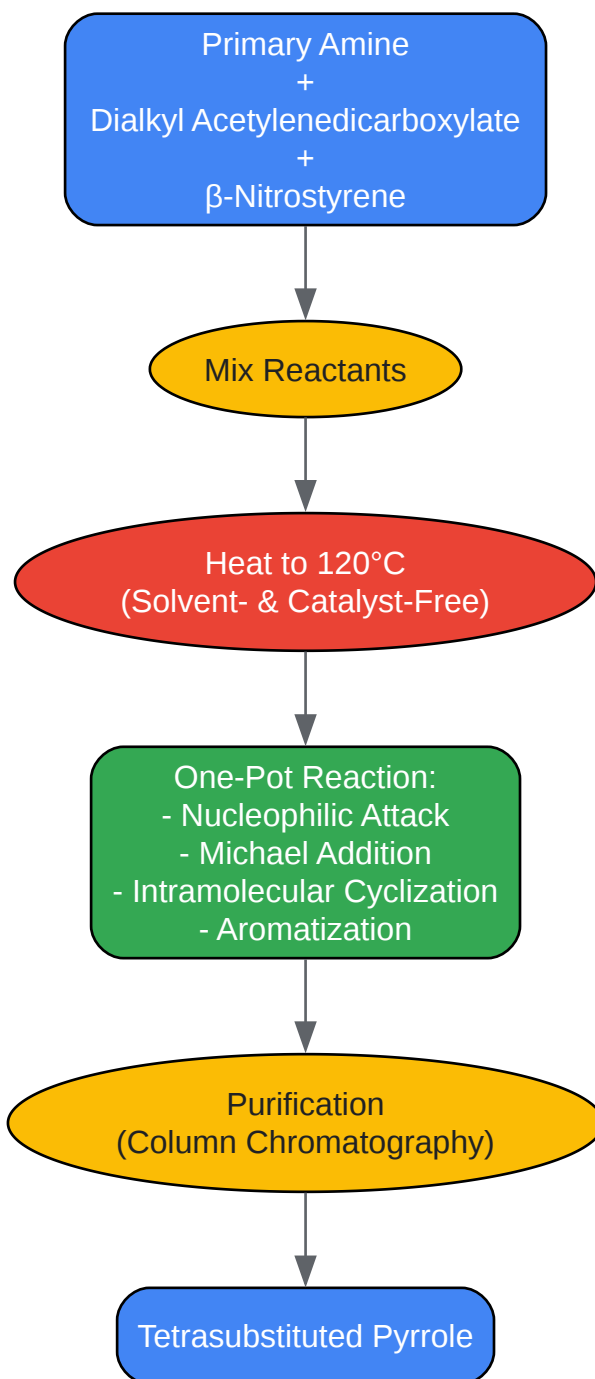 Primary Amine
+
Dialkyl Acetylenedicarboxylate
+
β-Nitrostyrene
Mix Reactants
Heat to 120°C
(Solvent- & Catalyst-Free)
One-Pot Reaction:
- Nucleophilic Attack
- Michael Addition
- Intramolecular Cyclization
- Aromatization
Purification
(Column Chromatography)
Tetrasubstituted Pyrrole